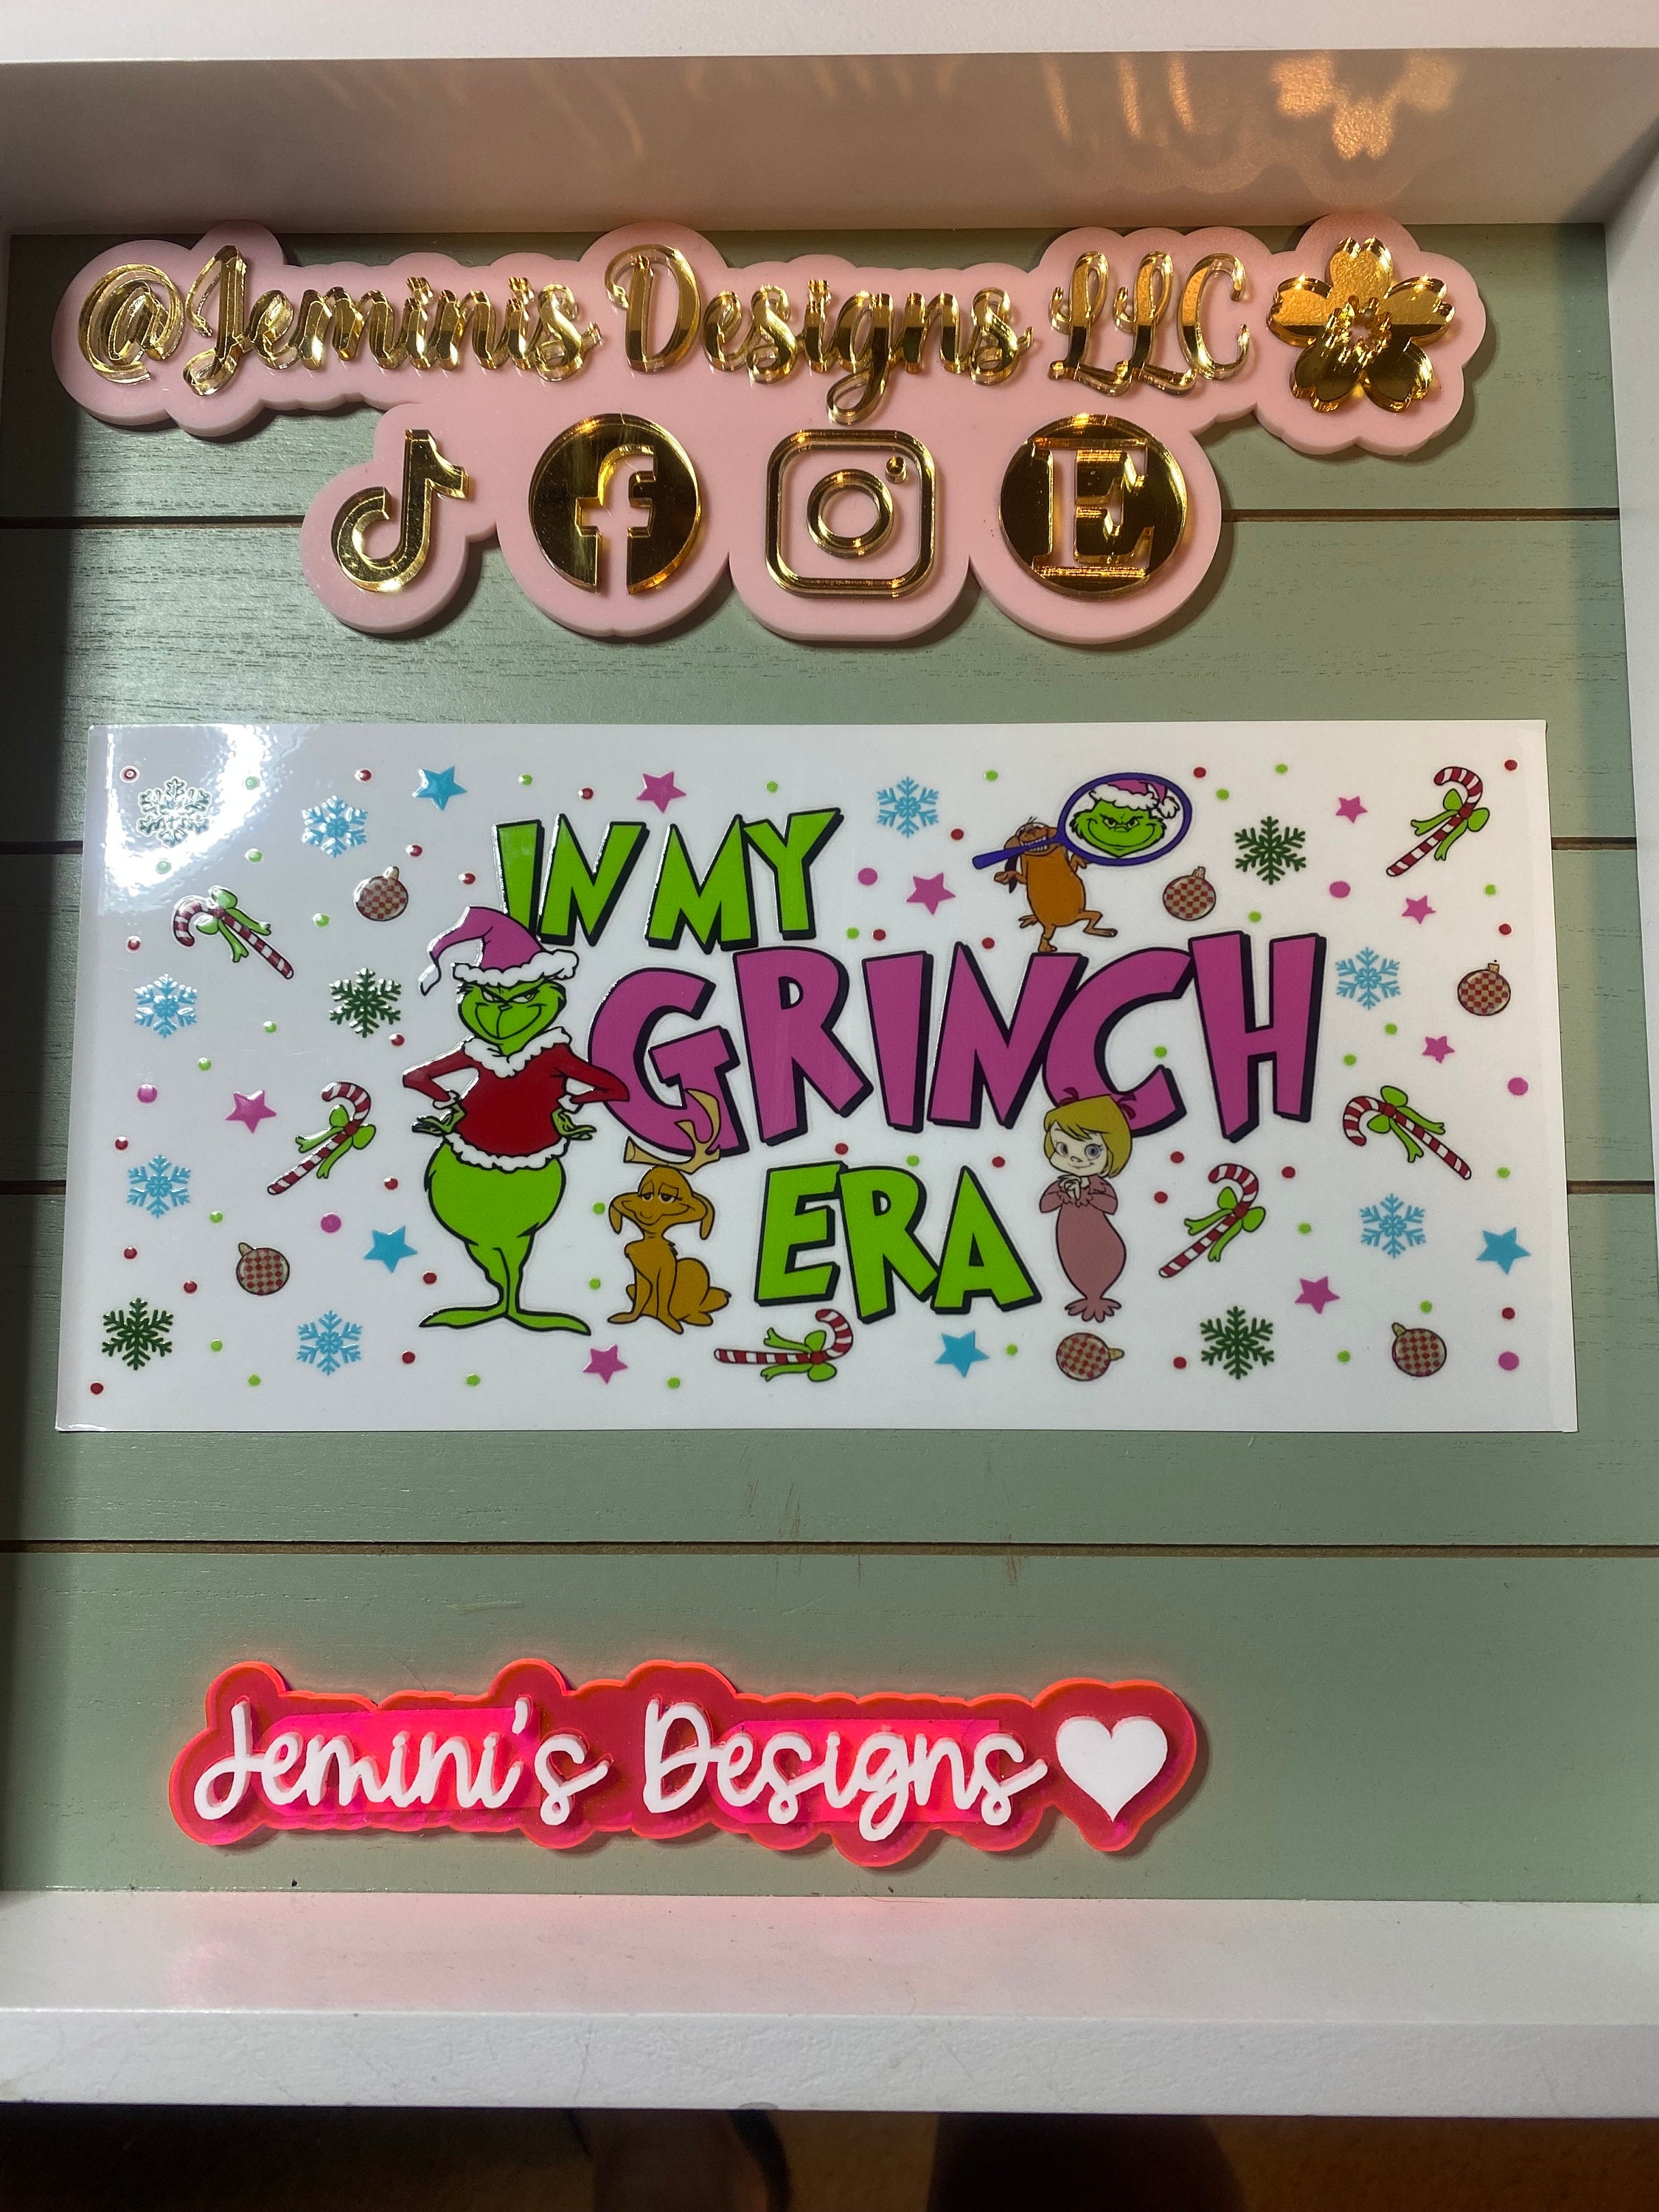 @Jeminis Designs LLC
f E
IN MY
GRINCH
ERA
Jemini's Designs